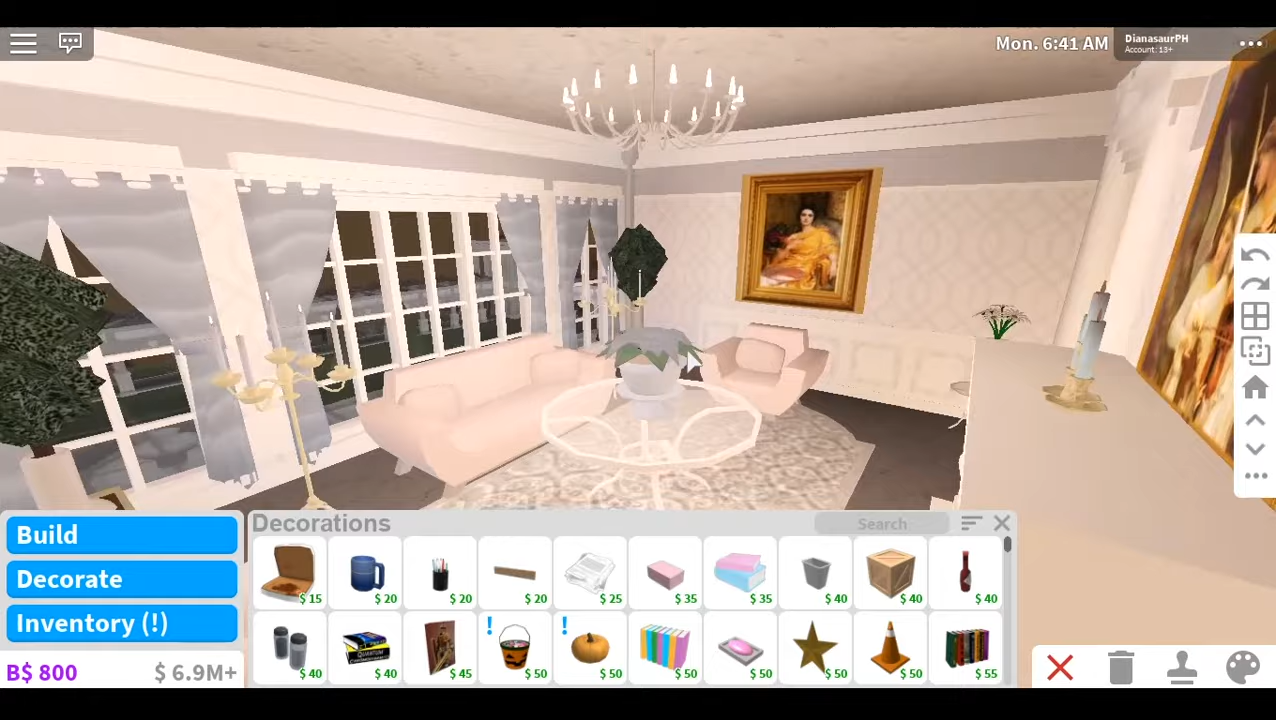 Mon. 6:41 AM
DianasaurPH
Account: 13+
Build
Decorate
Inventory (!)
B$ 800
$ 6.9M+
Decorations
Search
$ 15
$ 20
$ 20
$ 20
$ 25
$ 35
$ 35
$ 40
$ 40
$ 40
$ 40
$ 40
$ 45
! $ 50
! $ 50
$ 50
$ 50
$ 50
$ 50
$ 55